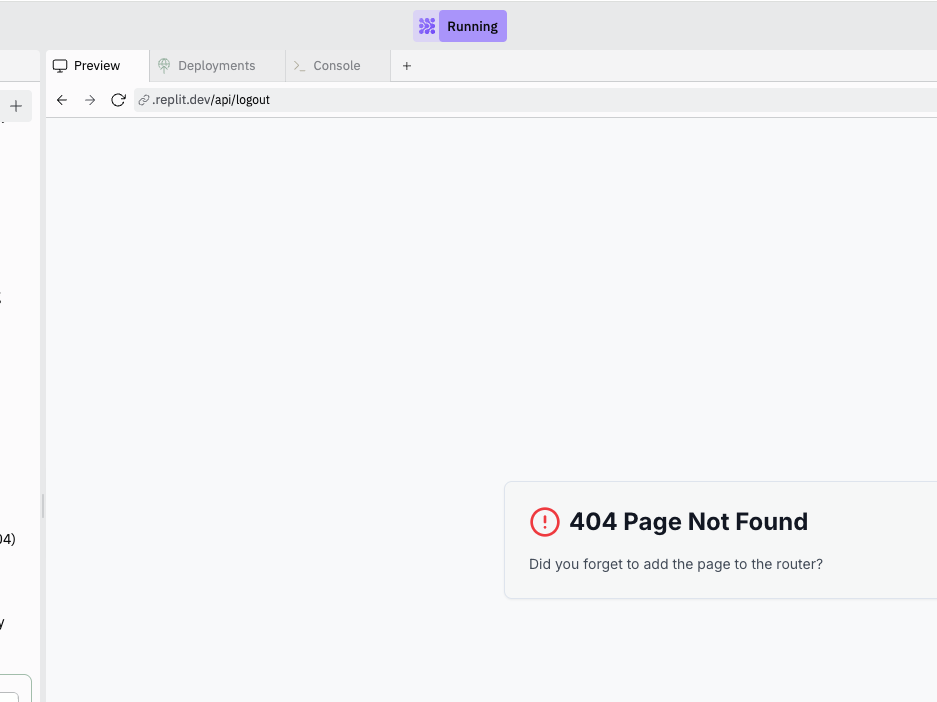 Running
Preview
Deployments
Console
.replit.dev/api/logout
04)
y
404 Page Not Found
Did you forget to add the page to the router?